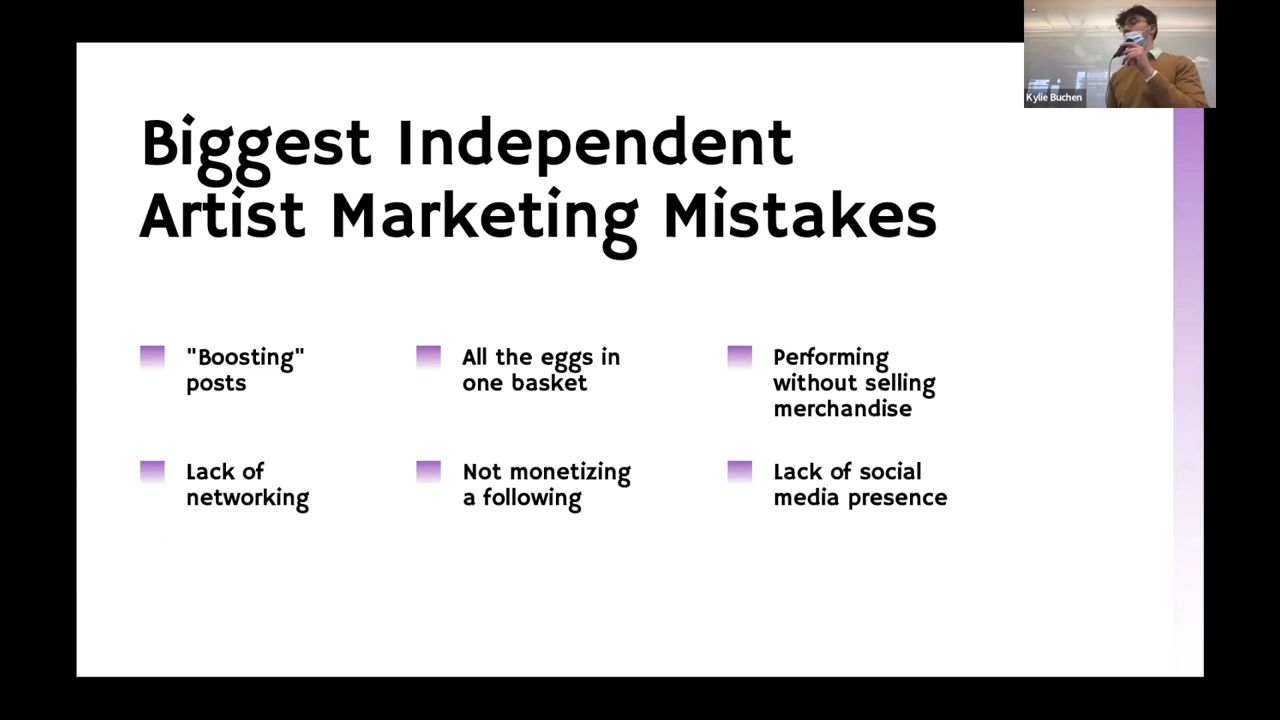 Kylie Buchen
Biggest Independent
Artist Marketing Mistakes
"Boosting"
posts
All the eggs in
one basket
Performing
without selling
merchandise
Lack of
networking
Not monetizing
a following
Lack of social
media presence